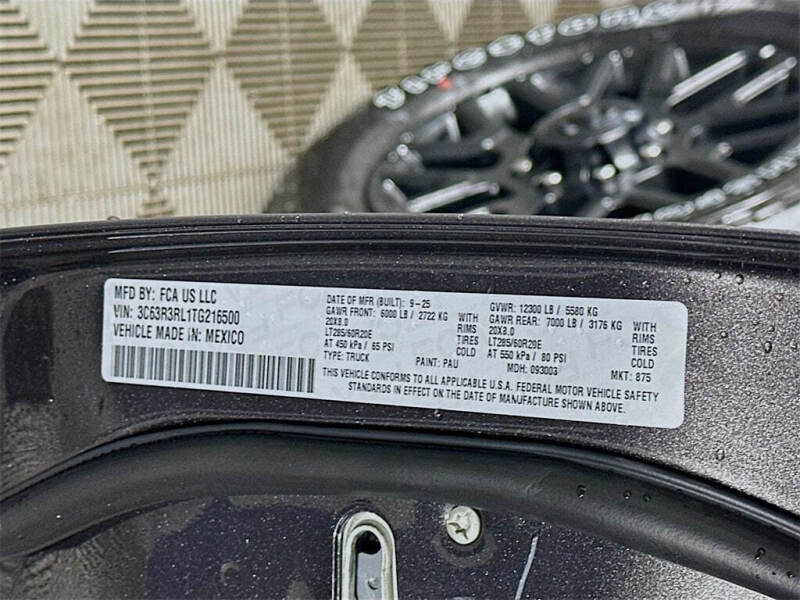 Firestone
MFD BY: FCA US LLC
VIN: 3C63R3RL1TG216500
VEHICLE MADE IN: MEXICO
DATE OF MFR (BUILT): 9-25
GAWR FRONT: 6000 LB / 2722 KG WITH
20X8.0 RIMS
LT285/60R20E TIRES
AT 450 kPa / 65 PSI COLD
TYPE: TRUCK PAINT: PAU
GVWR: 12300 LB / 5580 KG
GAWR REAR: 7000 LB / 3176 KG WITH
20X8.0 RIMS
LT285/60R20E TIRES
AT 550 kPa / 80 PSI COLD
MDH: 093003 MKT: 875
THIS VEHICLE CONFORMS TO ALL APPLICABLE U.S.A. FEDERAL MOTOR VEHICLE SAFETY
STANDARDS IN EFFECT ON THE DATE OF MANUFACTURE SHOWN ABOVE.